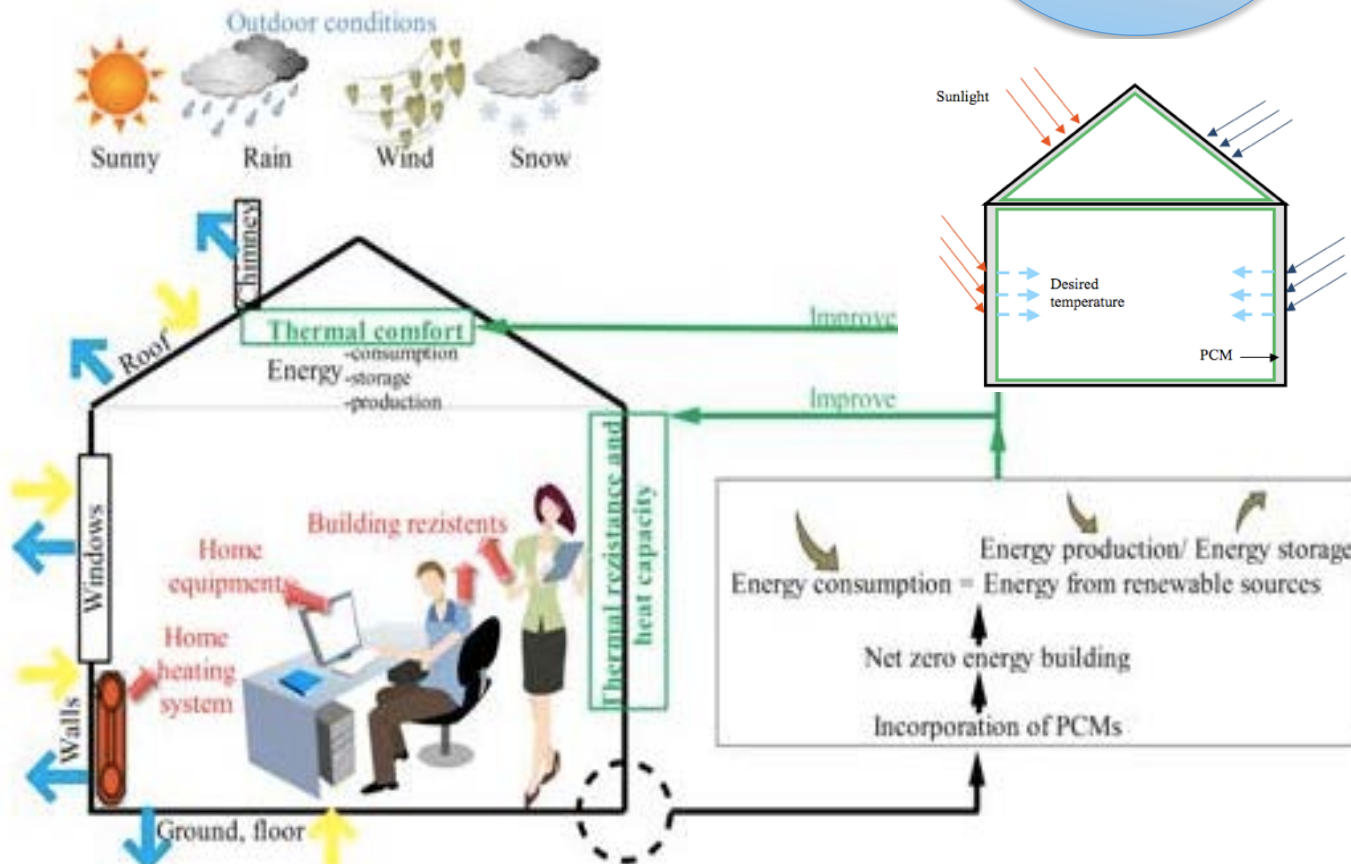 Outdoor conditions
Sunny
Rain
Wind
Snow
Sunlight
Desired
temperature
PCM
Chimney
Roof
Thermal comfort
Energy
-consumption
-storage
-production
Improve
Improve
Windows
Walls
Home
equipments
Building rezistents
Home
heating
system
Thermal rezistance and
heat capacity
Ground, floor
Energy production/ Energy storage
Energy consumption = Energy from renewable sources
Net zero energy building
Incorporation of PCMs